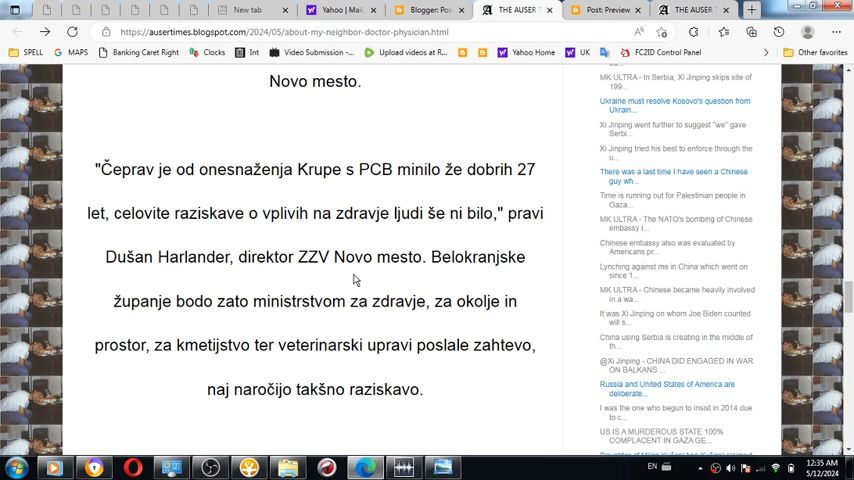 New tab
Yahoo | Mail
Blogger: Po
THE AUSER T
Post: Preview
THE AUSER T
https://ausertimes.blogspot.com/2024/05/about-my-neighbor-doctor-physician.html
SPELL
MAPS
Banking Caret Right
Clocks
Int
Video Submission -...
Upload videos at R...
Yahoo Home
UK
FC2ID Control Panel
Other favorites
Novo mesto.
"Čeprav je od onesnaženja Krupe s PCB minilo že dobrih 27
let, celovite raziskave o vplivih na zdravje ljudi še ni bilo," pravi
Dušan Harlander, direktor ZZV Novo mesto. Belokranjske
županje bodo zato ministrstvom za zdravje, za okolje in
prostor, za kmetijstvo ter veterinarski upravi poslale zahtevo,
naj naročijo takšno raziskavo.
MK ULTRA - In Serbia, Xi Jinping skips site of
199...
Ukraine must resolve Kosovo's question from
Ukrain...
Xi Jinping went further to suggest "we" gave
Serbi...
Xi Jinping tried his best to enforce through the
u...
There was a last time I have seen a Chinese
guy wh...
Time is running out for Palestinian people in
Gaza...
MK ULTRA - The NATO's bombing of Chinese
embassy I...
Chinese embassy also was evaluated by
Americans pr...
Lynching against me in China which went on
since 1...
MK ULTRA - Chinese became heavily involved
in a wa...
It was Xi Jinping on whom Joe Biden counted
will s...
China using Serbia is creating in the middle of
th...
@Xi Jinping - CHINA DID ENGAGED IN WAR
ON BALKANS ...
Russia and United States of America are
deliberate...
I was the one who begun to insist in 2014 due
to c...
US IS A MURDEROUS STATE 100%
COMPLACENT IN GAZA GE...
EN
12:35 AM
5/12/2024